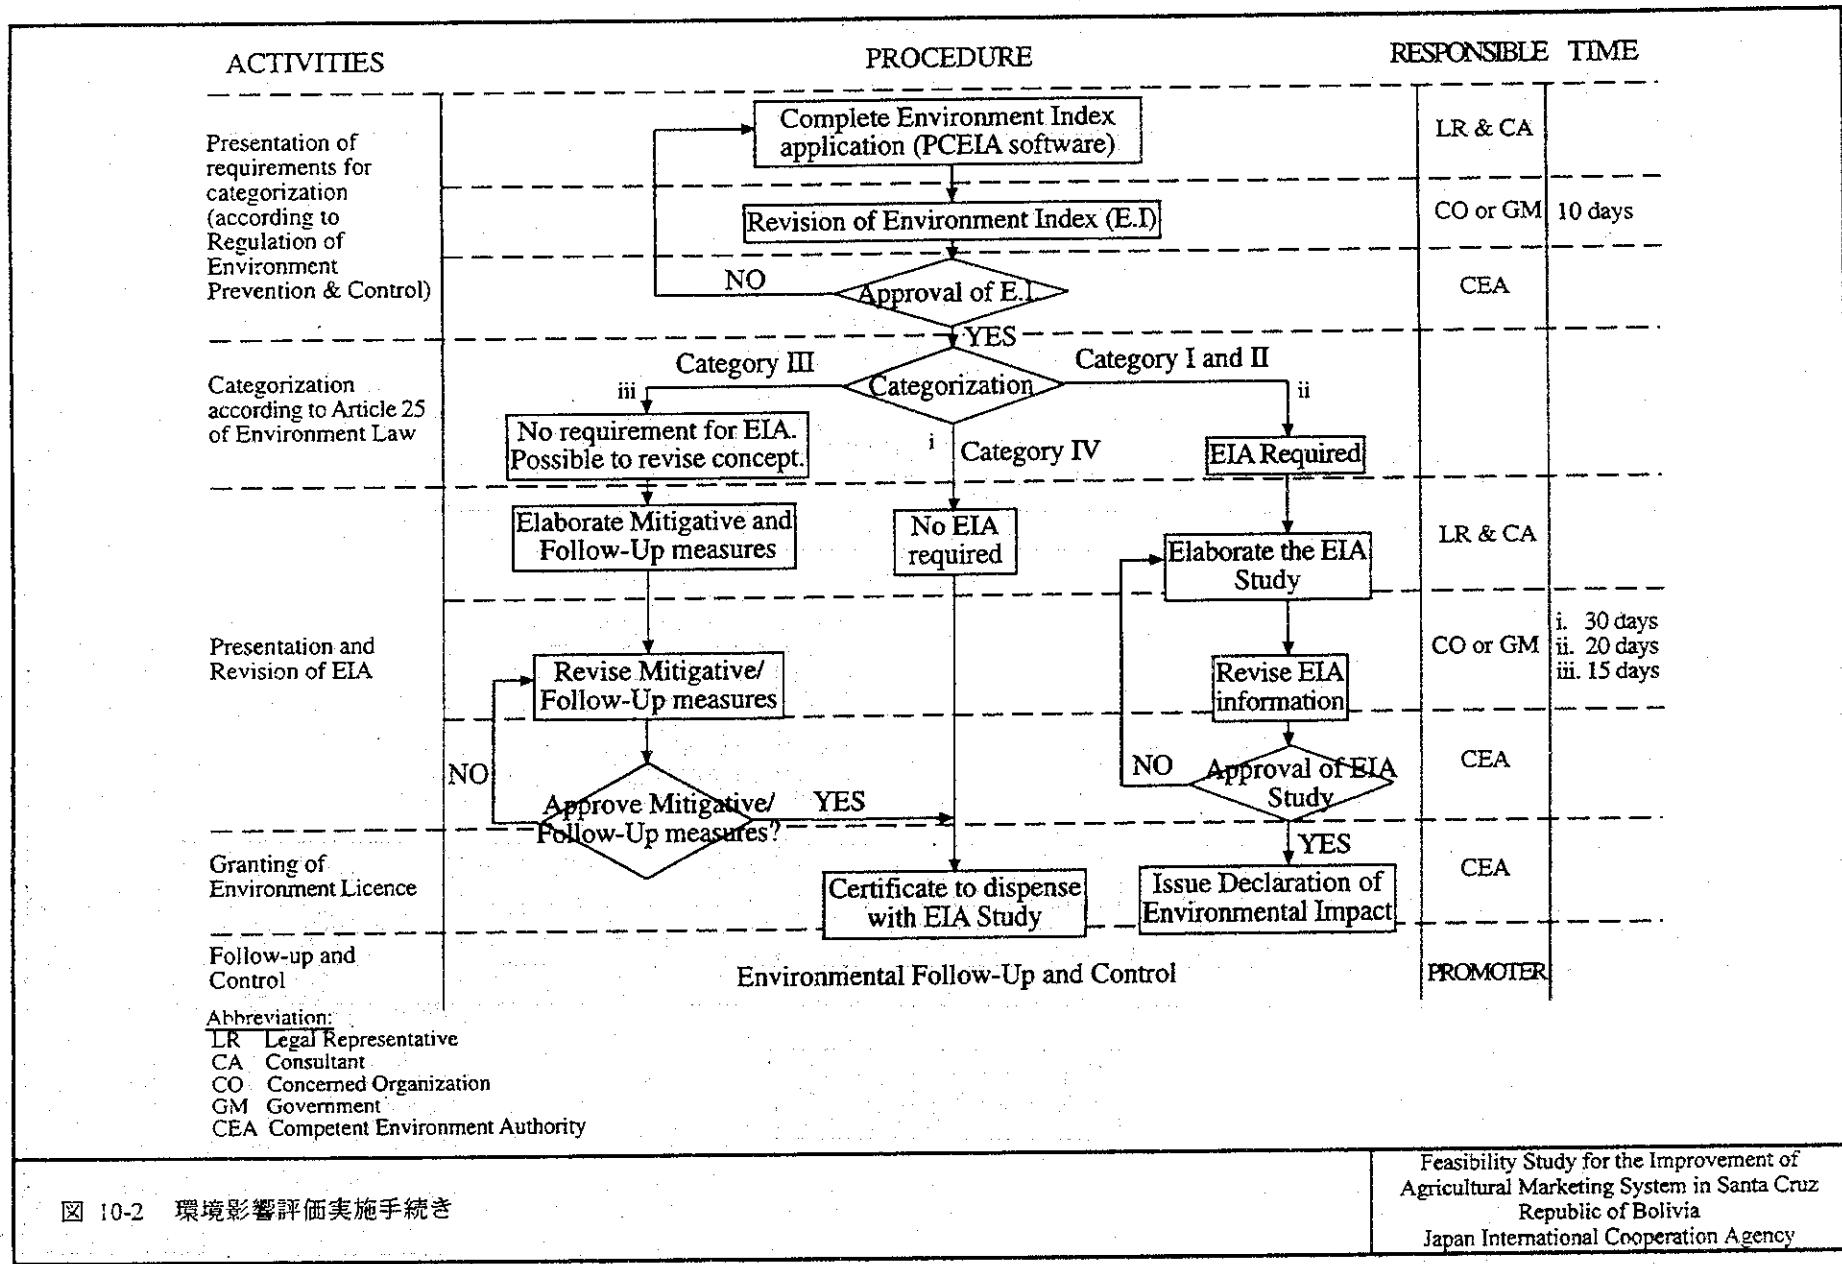 ACTIVITIES PROCEDURE RESPONSIBLE TIME
Presentation of
requirements for
categorization
(according to
Regulation of
Environment
Prevention & Control)
Complete Environment Index
application (PCEIA software)
LR & CA
Revision of Environment Index (E.I)
CO or GM 10 days
NO
Approval of E.I.
CEA
YES
Categorization
according to Article 25
of Environment Law
Category III
Categorization
Category I and II
iii
ii
No requirement for EIA.
Possible to revise concept.
i
Category IV
EIA Required
Presentation and
Revision of EIA
Elaborate Mitigative and
Follow-Up measures
No EIA
required
Elaborate the EIA
Study
LR & CA
Revise Mitigative/
Follow-Up measures
Revise EIA
information
CO or GM
i. 30 days
ii. 20 days
iii. 15 days
NO
Approve Mitigative/
Follow-Up measures?
YES
NO
Approval of EIA
Study
CEA
YES
Granting of
Environment Licence
Certificate to dispense
with EIA Study
Issue Declaration of
Environmental Impact
CEA
Follow-up and
Control
Environmental Follow-Up and Control
PROMOTER
Abbreviation:
LR Legal Representative
CA Consultant
CO Concerned Organization
GM Government
CEA Competent Environment Authority
図 10-2 環境影響評価実施手続き
Feasibility Study for the Improvement of
Agricultural Marketing System in Santa Cruz
Republic of Bolivia
Japan International Cooperation Agency